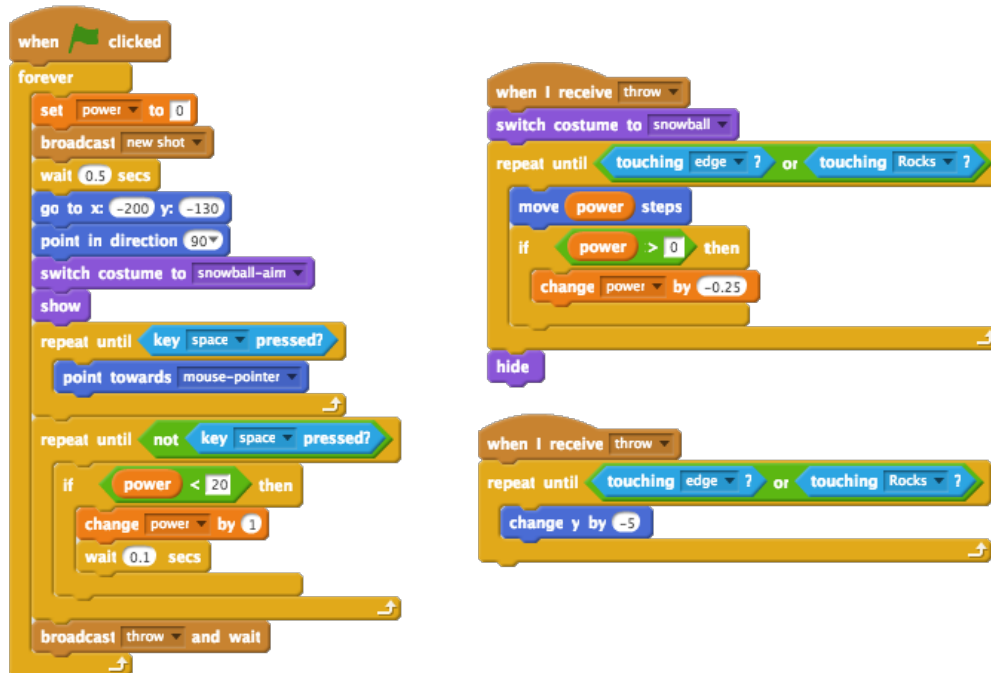 when clicked
forever
set power to 0
broadcast new shot
wait 0.5 secs
go to x: -200 y: -130
point in direction 90
switch costume to snowball-aim
show
repeat until key space pressed?
point towards mouse-pointer
repeat until not key space pressed?
if power < 20 then
change power by 1
wait 0.1 secs
broadcast throw and wait
when I receive throw
switch costume to snowball
repeat until touching edge ? or touching Rocks ?
move power steps
if power > 0 then
change power by -0.25
hide
when I receive throw
repeat until touching edge ? or touching Rocks ?
change y by -5